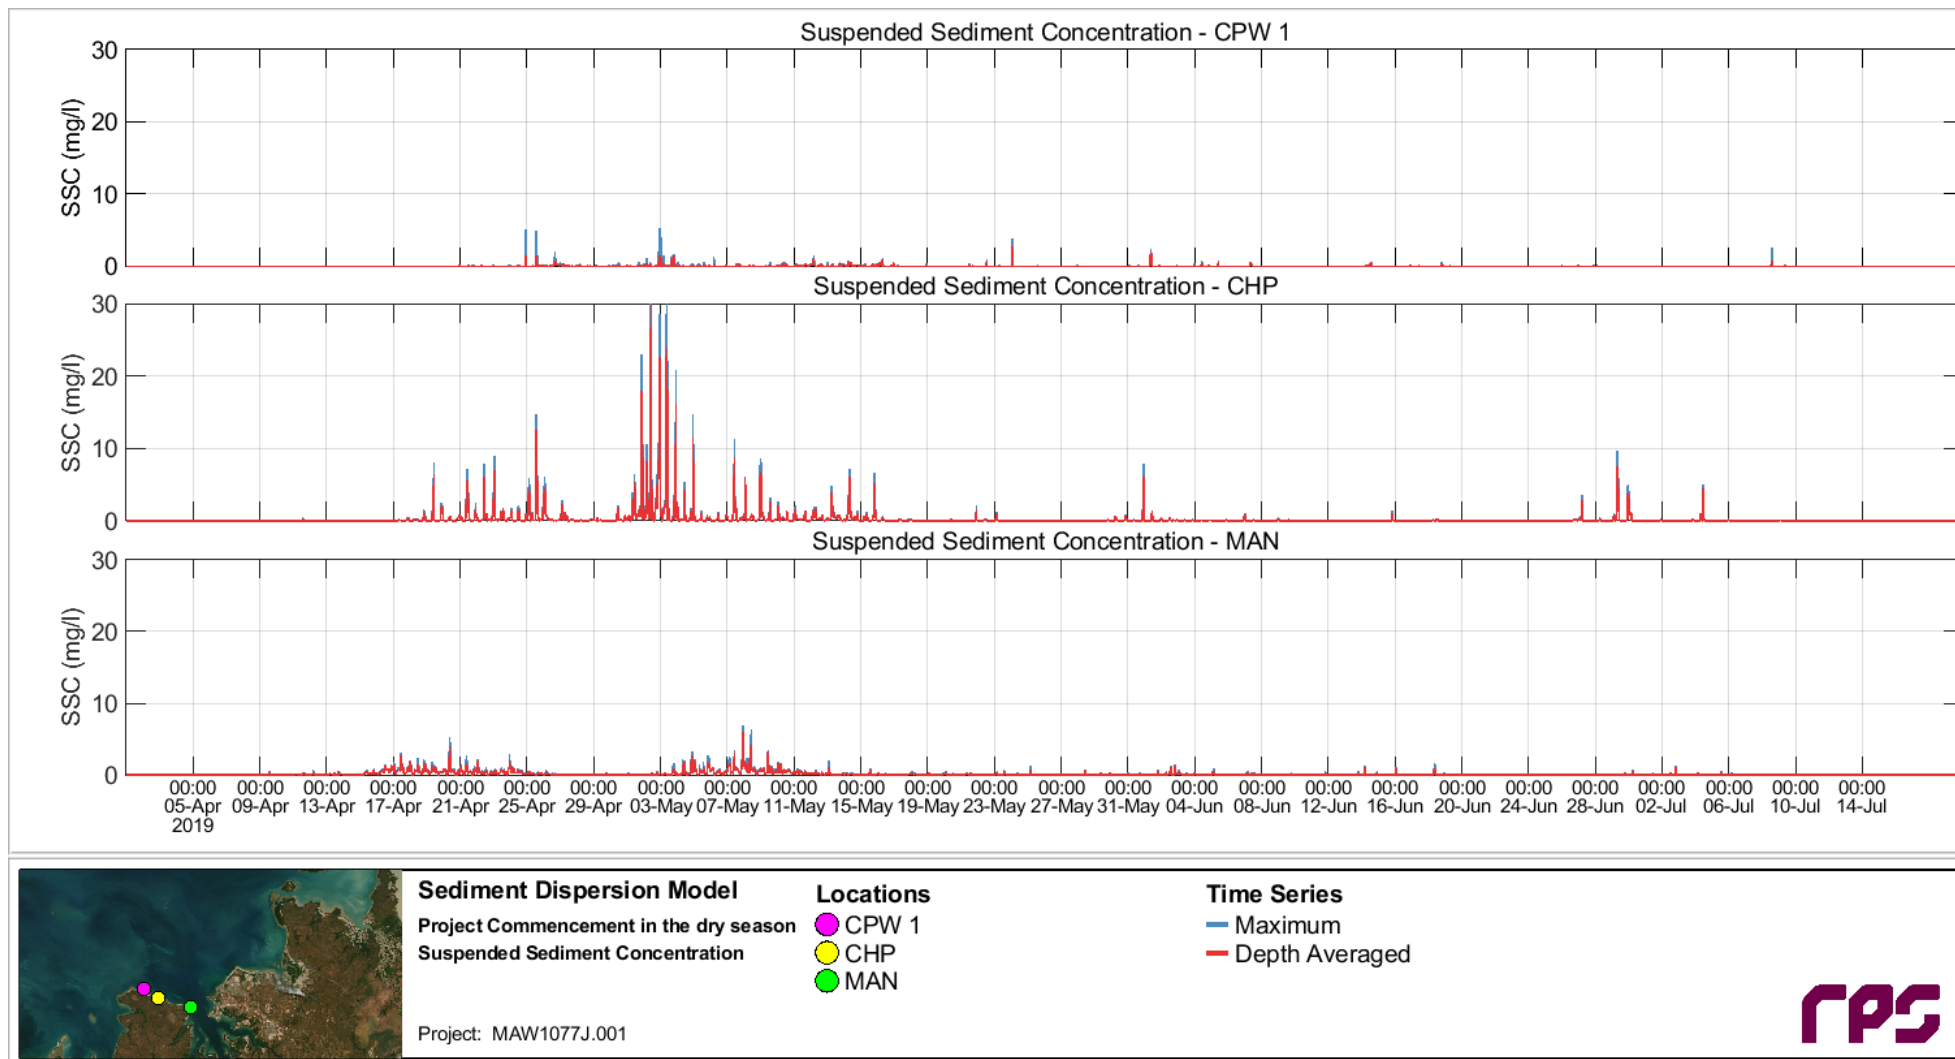 Suspended Sediment Concentration - CPW 1
30
20
10
0
SSC (mg/l)
Suspended Sediment Concentration - CHP
30
20
10
0
SSC (mg/l)
Suspended Sediment Concentration - MAN
30
20
10
0
SSC (mg/l)
00:00 00:00 00:00 00:00 00:00 00:00 00:00 00:00 00:00 00:00 00:00 00:00 00:00 00:00 00:00 00:00 00:00 00:00 00:00 00:00 00:00 00:00 00:00 00:00 00:00 00:00
05-Apr 09-Apr 13-Apr 17-Apr 21-Apr 25-Apr 29-Apr 03-May 07-May 11-May 15-May 19-May 23-May 27-May 31-May 04-Jun 08-Jun 12-Jun 16-Jun 20-Jun 24-Jun 28-Jun 02-Jul 06-Jul 10-Jul 14-Jul
2019
Sediment Dispersion Model
Project Commencement in the dry season
Suspended Sediment Concentration
Project: MAW1077J.001
Locations
CPW 1
CHP
MAN
Time Series
Maximum
Depth Averaged
rps